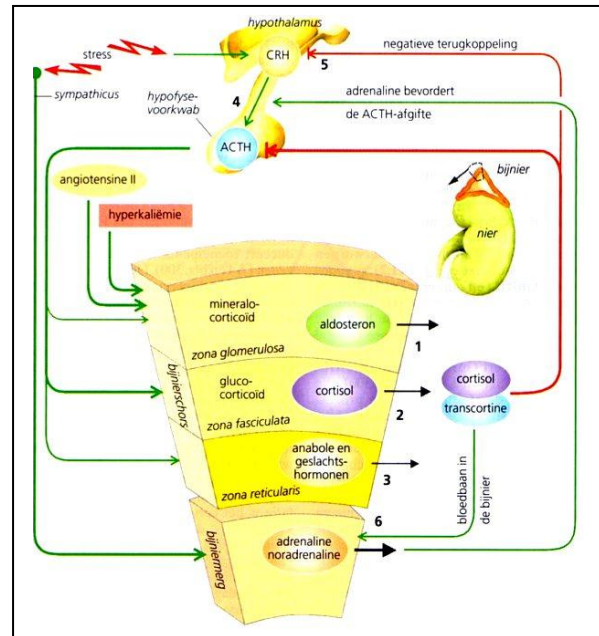 hypothalamus
stress
CRH
5
negatieve terugkoppeling
sympathicus
hypofyse-
voorkwab
4
adrenaline bevordert
de ACTH-afgifte
ACTH
angiotensine II
hyperkaliëmie
bijnier
nier
mineralo-
corticoïd
aldosteron
1
zona glomerulosa
bijnierschors
gluco-
corticoïd
cortisol
2
zona fasciculata
cortisol
transcortine
anabole en
geslachts-
hormonen
3
zona reticularis
bloedbaan in
de bijnier
6
bijniermerg
adrenaline
noradrenaline